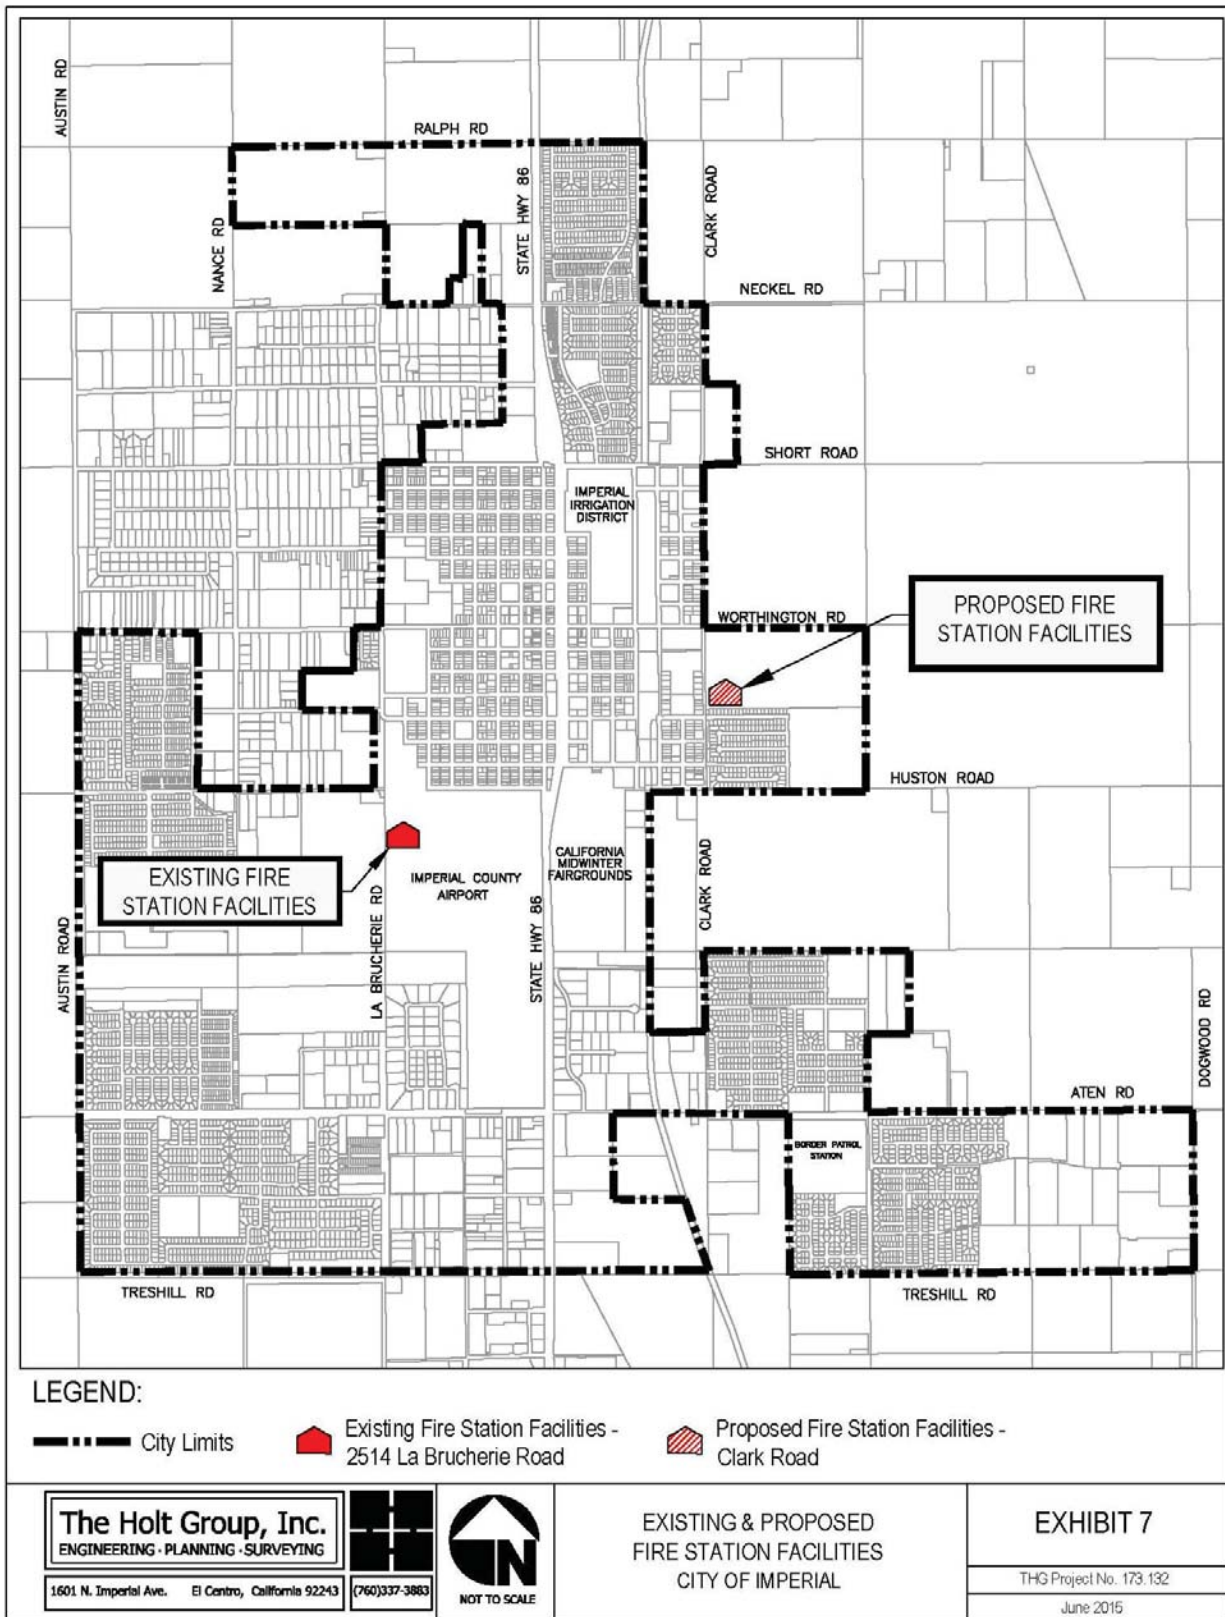 AUSTIN RD
RALPH RD
STATE HWY 86
CLARK ROAD
NANCE RD
NECKEL RD
SHORT ROAD
IMPERIAL
IRRIGATION
DISTRICT
WORTHINGTON RD
PROPOSED FIRE
STATION FACILITIES
HUSTON ROAD
EXISTING FIRE
STATION FACILITIES
IMPERIAL COUNTY
AIRPORT
CALIFORNIA
MIDWINTER
FAIRGROUNDS
CLARK ROAD
AUSTIN ROAD
LA BRUCHERIE RD
STATE HWY 86
DOGWOOD RD
ATEN RD
BORDER PATROL
STATION
TRESHILL RD
TRESHILL RD
LEGEND:
City Limits
Existing Fire Station Facilities -
2514 La Brucherie Road
Proposed Fire Station Facilities -
Clark Road
The Holt Group, Inc.
ENGINEERING · PLANNING · SURVEYING
1601 N. Imperial Ave. El Centro, California 92243 (760)337-3883
N
NOT TO SCALE
EXISTING & PROPOSED
FIRE STATION FACILITIES
CITY OF IMPERIAL
EXHIBIT 7
THG Project No. 173.132
June 2015